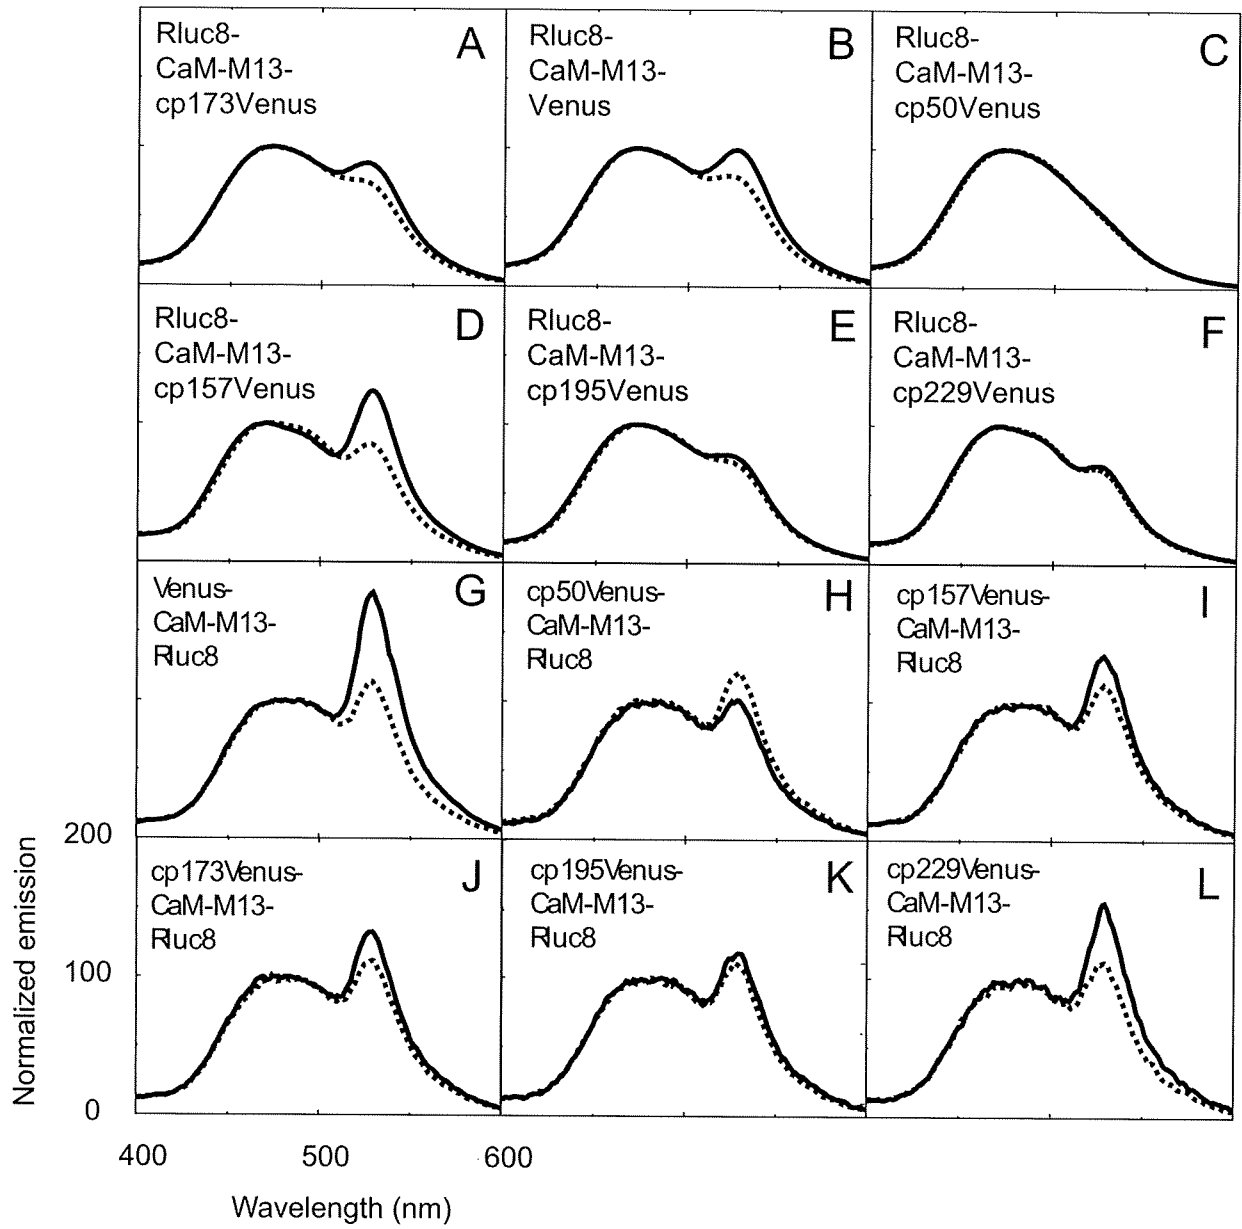 Rluc8-
CaM-M13-
cp173Venus
A
Rluc8-
CaM-M13-
Venus
B
Rluc8-
CaM-M13-
cp50Venus
C
Rluc8-
CaM-M13-
cp157Venus
D
Rluc8-
CaM-M13-
cp195Venus
E
Rluc8-
CaM-M13-
cp229Venus
F
Venus-
CaM-M13-
Rluc8
G
cp50Venus-
CaM-M13-
Rluc8
H
cp157Venus-
CaM-M13-
Rluc8
I
cp173Venus-
CaM-M13-
Rluc8
J
cp195Venus-
CaM-M13-
Rluc8
K
cp229Venus-
CaM-M13-
Rluc8
L
Normalized emission
200
100
0
400 500 600
Wavelength (nm)